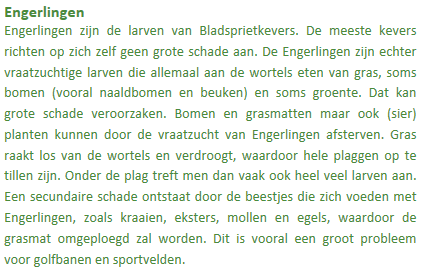 Engerlingen
Engerlingen zijn de larven van Bladsprietkevers. De meeste kevers
richten op zich zelf geen grote schade aan. De Engerlingen zijn echter
vraatzuchtige larven die allemaal aan de wortels eten van gras, soms
bomen (vooral naaldbomen en beuken) en soms groente. Dat kan
grote schade veroorzaken. Bomen en grasmatten maar ook (sier)
planten kunnen door de vraatzucht van Engerlingen afsterven. Gras
raakt los van de wortels en verdroogt, waardoor hele plaggen op te
tillen zijn. Onder de plag treft men dan vaak ook heel veel larven aan.
Een secundaire schade ontstaat door de beestjes die zich voeden met
Engerlingen, zoals kraaien, eksters, mollen en egels, waardoor de
grasmat omgeploegd zal worden. Dit is vooral een groot probleem
voor golfbanen en sportvelden.